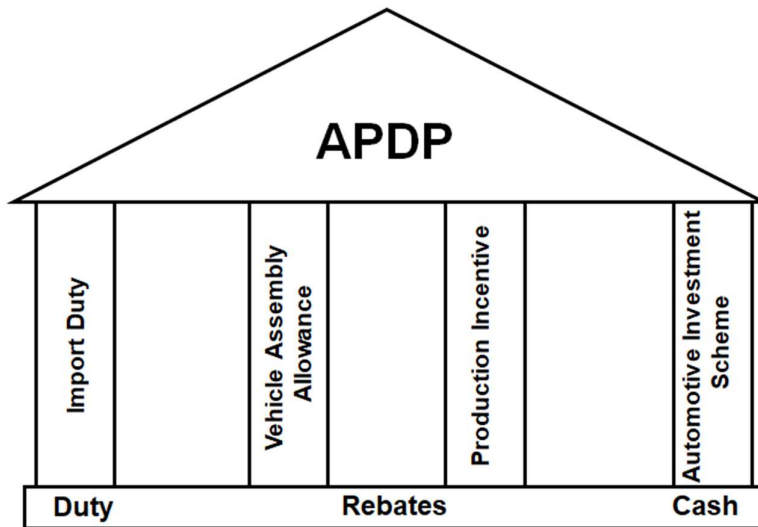 APDP
Import Duty
Vehicle Assembly
Allowance
Production Incentive
Automotive Investment
Scheme
Duty
Rebates
Cash